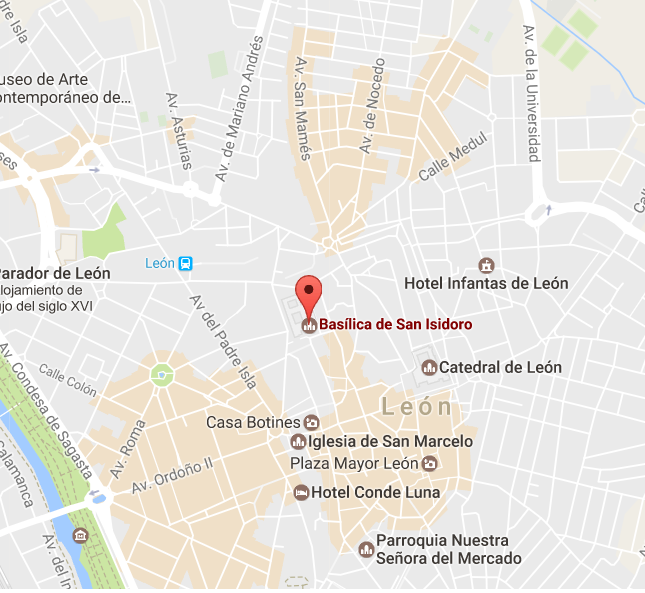 Padre Isla
useo de Arte
ontemporáneo de...
Av. Asturias
Av. de Mariano Andrés
Av. San Mamés
Av. de Nocedo
Calle Medul
Av. de la Universidad
León
Parador de León
lojamiento de
ujo del siglo XVI
Hotel Infantas de León
Av del Padre Isla
Basílica de San Isidoro
Catedral de León
Calle Colón
Av. Condesa de Sagasta
León
Casa Botines
Av. Roma
Iglesia de San Marcelo
Plaza Mayor León
Av. Ordoño II
Salamanca
Hotel Conde Luna
Av. del In
Parroquia Nuestra
Señora del Mercado